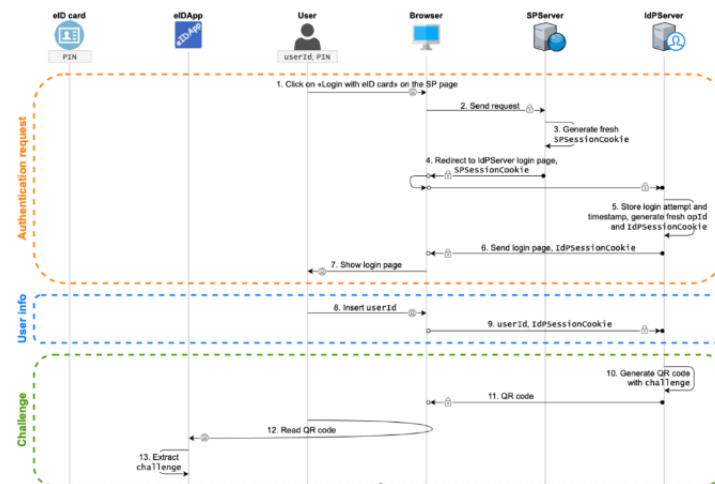 eID card
eIDApp
User
Browser
SPServer
IdPServer
eIDApp
PIN
userId, PIN
Authentication request
1. Click on «Login with eID card» on the SP page
2. Send request
3. Generate fresh
SPSessionCookie
4. Redirect to IdPServer login page,
SPSessionCookie
5. Store login attempt and
timestamp, generate fresh opId
and IdPSessionCookie
6. Send login page, IdPSessionCookie
7. Show login page
User info
8. Insert userId
9. userId, IdPSessionCookie
Challenge
10. Generate QR code
with challenge
11. QR code
12. Read QR code
13. Extract
challenge